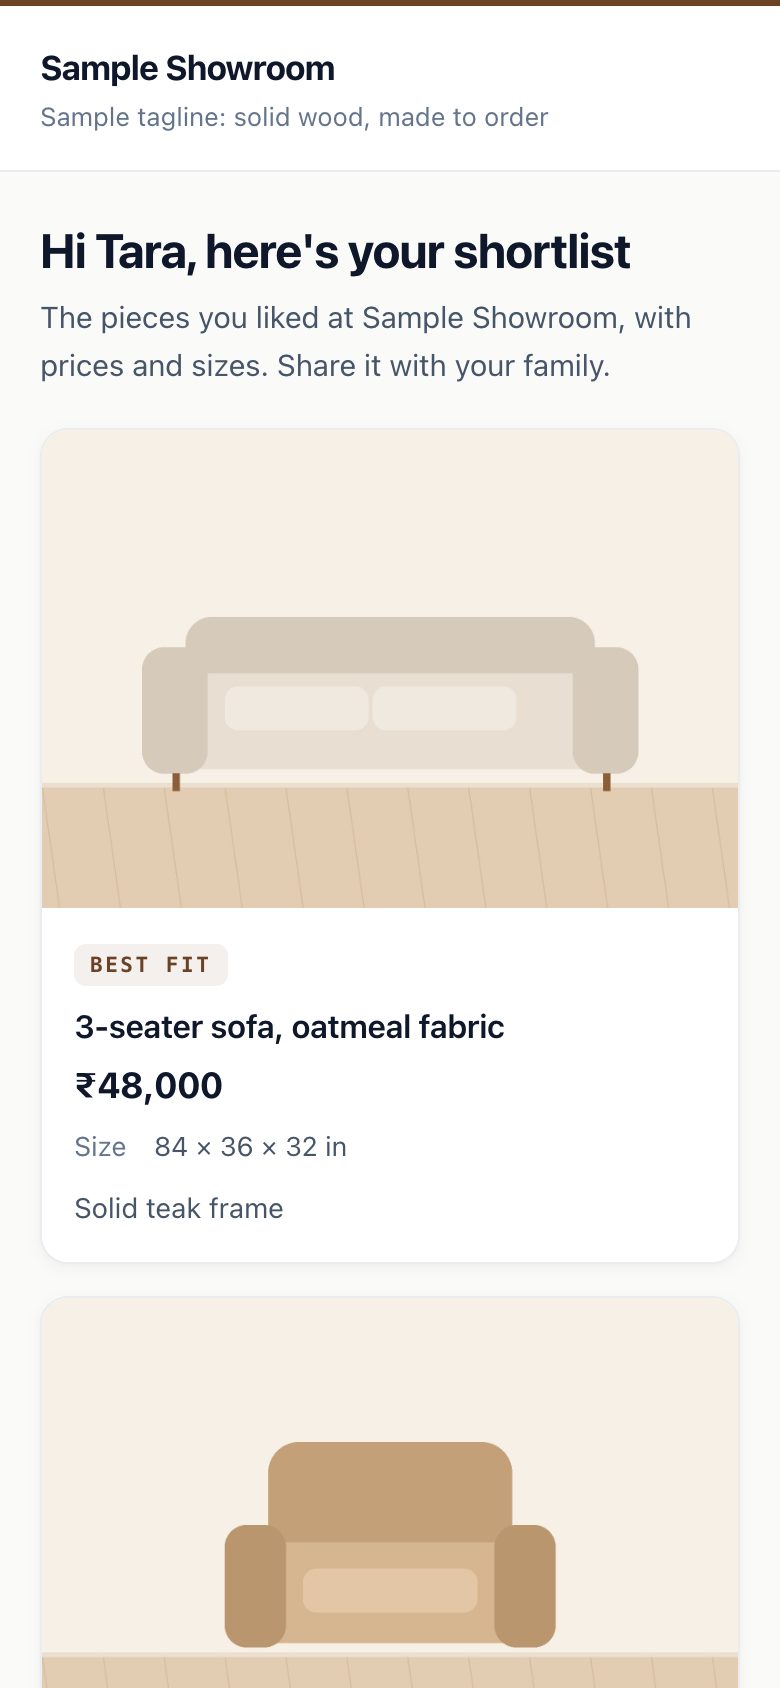 Sample Showroom
Sample tagline: solid wood, made to order
Hi Tara, here's your shortlist
The pieces you liked at Sample Showroom, with
prices and sizes. Share it with your family.
BEST FIT
3-seater sofa, oatmeal fabric
₹48,000
Size 84 × 36 × 32 in
Solid teak frame